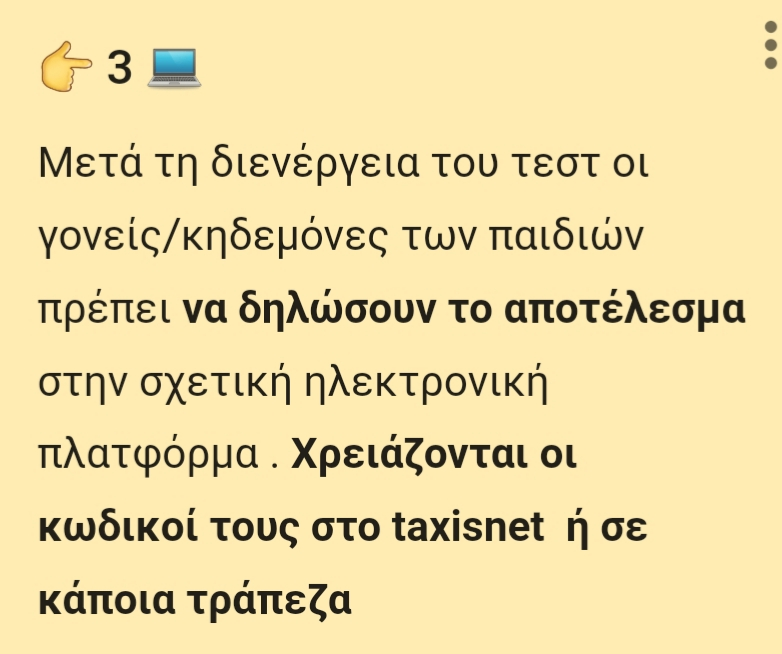 👉 3 💻
Μετά τη διενέργεια του τεστ οι
γονείς/κηδεμόνες των παιδιών
πρέπει να δηλώσουν το αποτέλεσμα
στην σχετική ηλεκτρονική
πλατφόρμα . Χρειάζονται οι
κωδικοί τους στο taxisnet ή σε
κάποια τράπεζα